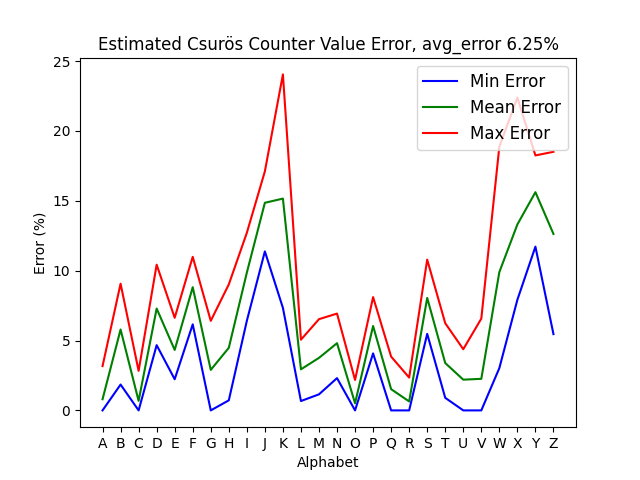 Estimated Csurös Counter Value Error, avg_error 6.25%
Min Error
Mean Error
Max Error
25
20
15
10
5
0
Error (%)
A B C D E F G H I J K L M N O P Q R S T U V W X Y Z
Alphabet